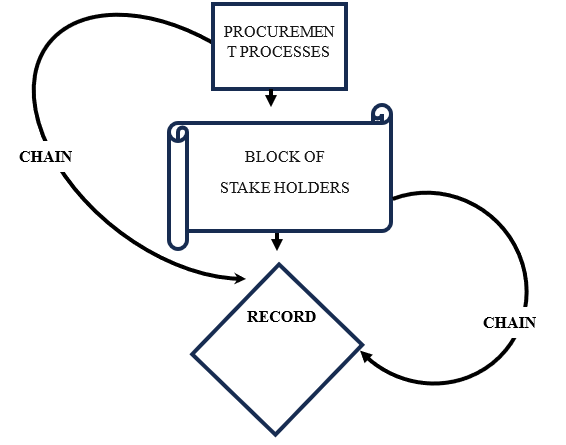 PROCUREMEN
T PROCESSES
CHAIN
BLOCK OF
STAKE HOLDERS
RECORD
CHAIN